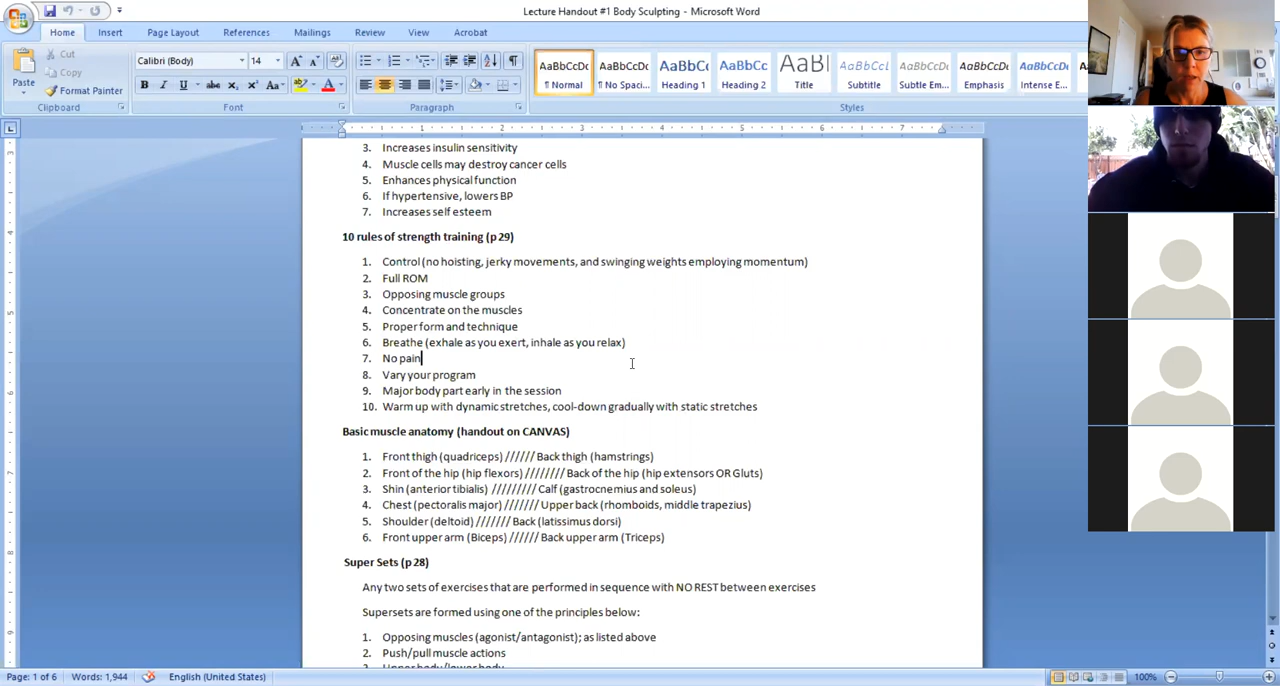 Lecture Handout #1 Body Sculpting - Microsoft Word
Home Insert Page Layout References Mailings Review View Acrobat
Paste
Cut
Copy
Format Painter
Clipboard
Calibri (Body) 14
Font
Paragraph
AaBbCcDc AaBbCcDc AaBbCc AaBbCc AaBl AaBbCcL AaBbCcDc AaBbCcDc AaBbCcDc
¶ Normal ¶ No Spaci... Heading 1 Heading 2 Title Subtitle Subtle Em... Emphasis Intense E...
Styles
1 2 3 4 5 6 7
3. Increases insulin sensitivity
4. Muscle cells may destroy cancer cells
5. Enhances physical function
6. If hypertensive, lowers BP
7. Increases self esteem
10 rules of strength training (p 29)
1. Control (no hoisting, jerky movements, and swinging weights employing momentum)
2. Full ROM
3. Opposing muscle groups
4. Concentrate on the muscles
5. Proper form and technique
6. Breathe (exhale as you exert, inhale as you relax)
7. No pain
8. Vary your program
9. Major body part early in the session
10. Warm up with dynamic stretches, cool-down gradually with static stretches
Basic muscle anatomy (handout on CANVAS)
1. Front thigh (quadriceps) ////// Back thigh (hamstrings)
2. Front of the hip (hip flexors) //////// Back of the hip (hip extensors OR Gluts)
3. Shin (anterior tibialis) ///////// Calf (gastrocnemius and soleus)
4. Chest (pectoralis major) /////// Upper back (rhomboids, middle trapezius)
5. Shoulder (deltoid) /////// Back (latissimus dorsi)
6. Front upper arm (Biceps) ////// Back upper arm (Triceps)
Super Sets (p 28)
Any two sets of exercises that are performed in sequence with NO REST between exercises
Supersets are formed using one of the principles below:
1. Opposing muscles (agonist/antagonist); as listed above
2. Push/pull muscle actions
3. Upper body/lower body
Page: 1 of 6 Words: 1,944 English (United States) 100%